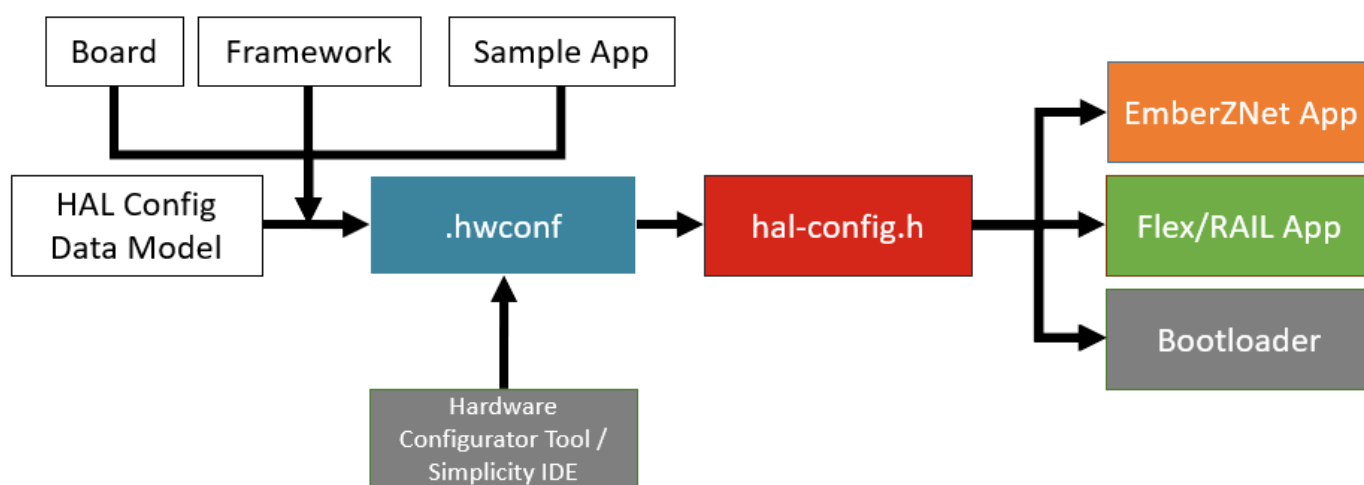 Board
Framework
Sample App
HAL Config
Data Model
.hwconf
hal-config.h
EmberZNet App
Flex/RAIL App
Bootloader
Hardware
Configurator Tool /
Simplicity IDE